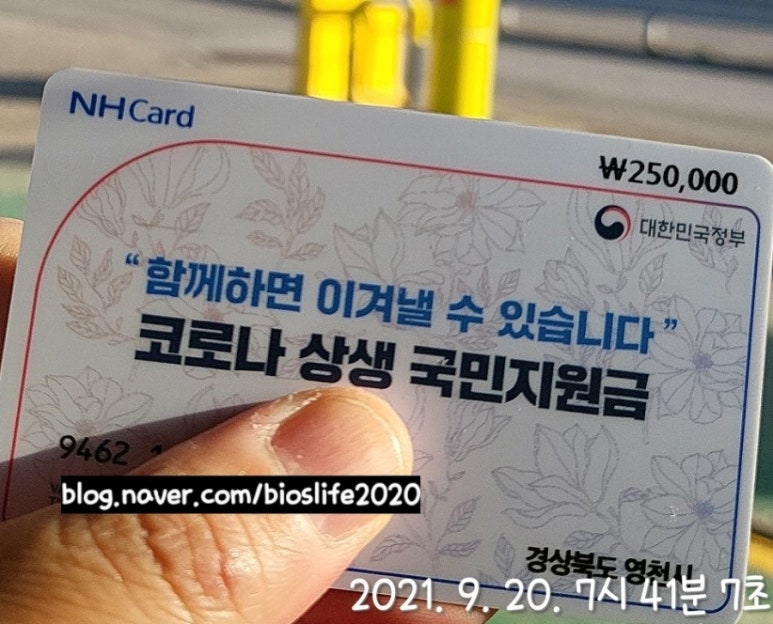 NHCard
₩250,000
대한민국정부
“함께하면 이겨낼 수 있습니다”
코로나 상생 국민지원금
9462
blog.naver.com/bioslife2020
경상북도 영천시
2021. 9. 20. 7시 41분 7초